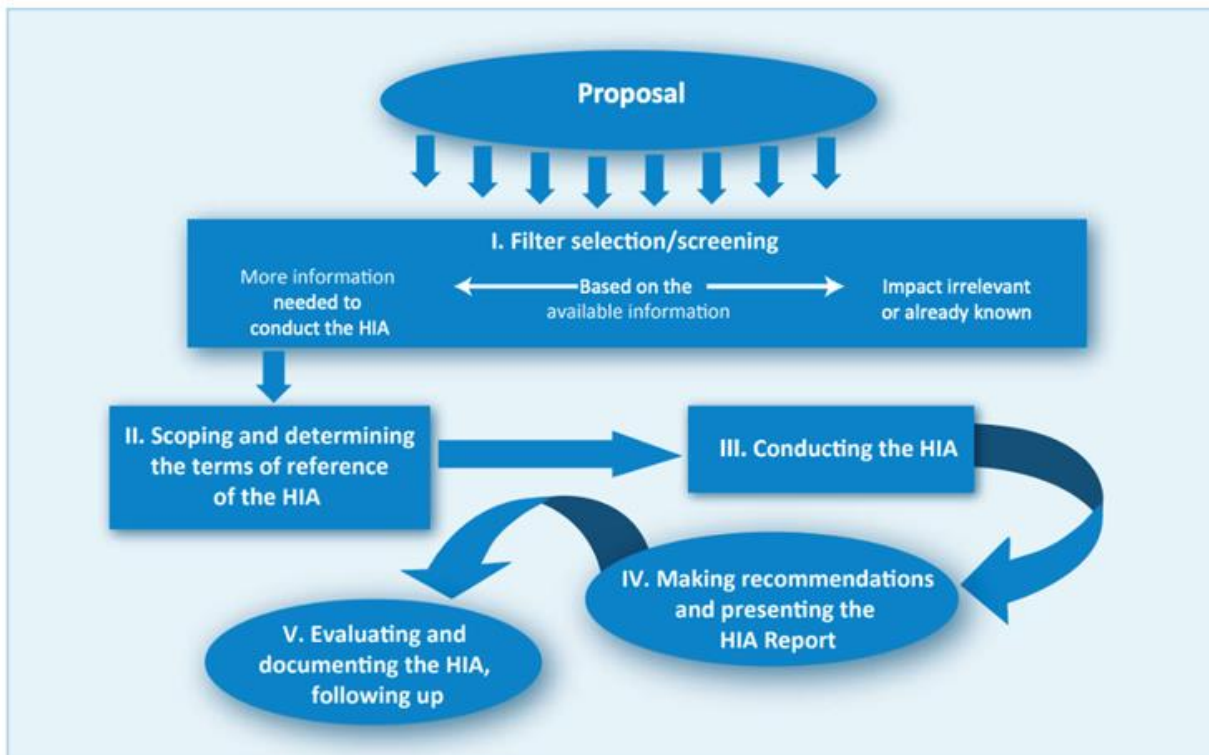 Proposal
I. Filter selection/screening
More information
needed to
conduct the HIA
Based on the
available information
Impact irrelevant
or already known
II. Scoping and determining
the terms of reference
of the HIA
III. Conducting the HIA
IV. Making recommendations
and presenting the
HIA Report
V. Evaluating and
documenting the HIA,
following up